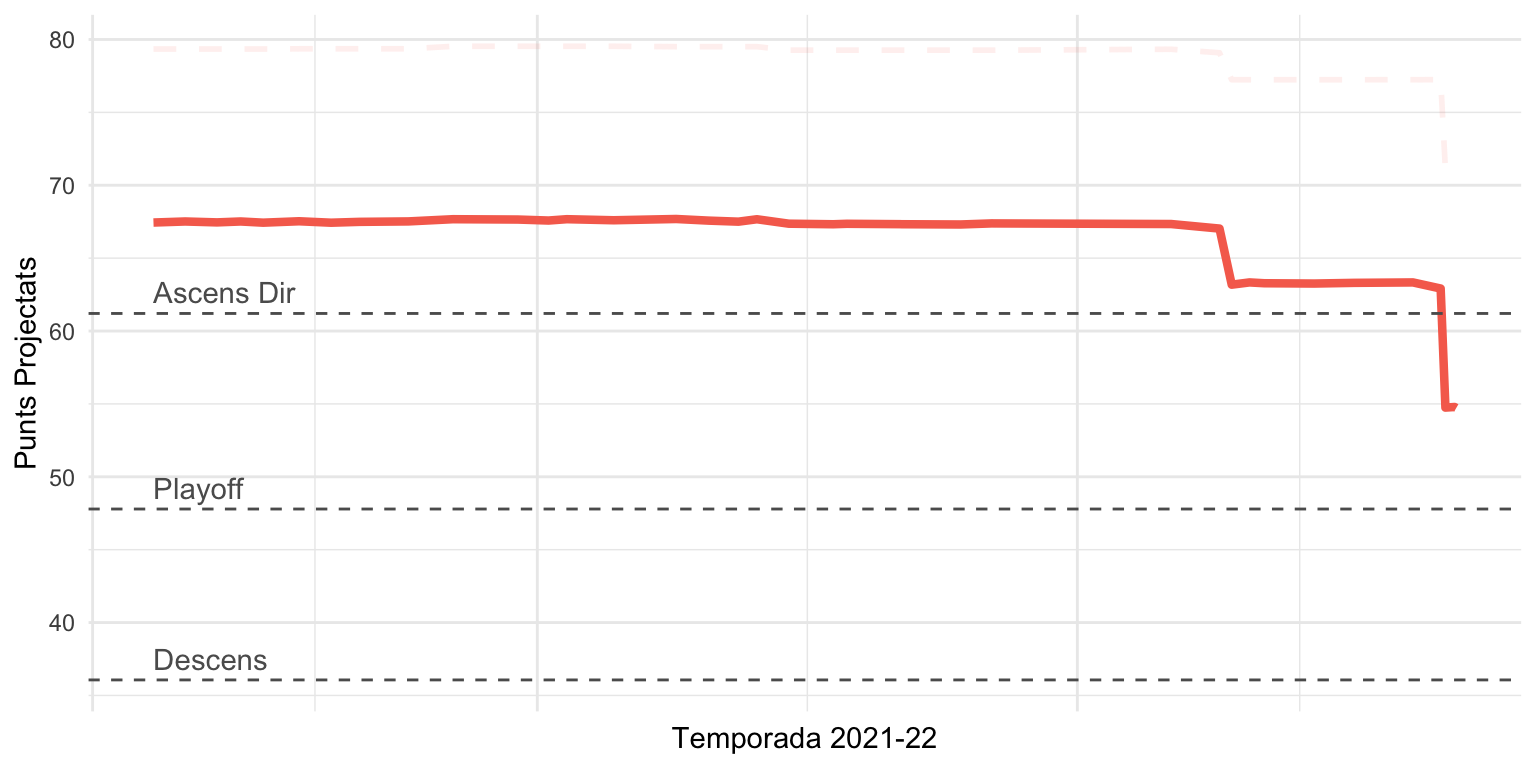 80
70
60
50
40
Punts Projectats
Ascens Dir
Playoff
Descens
Temporada 2021-22